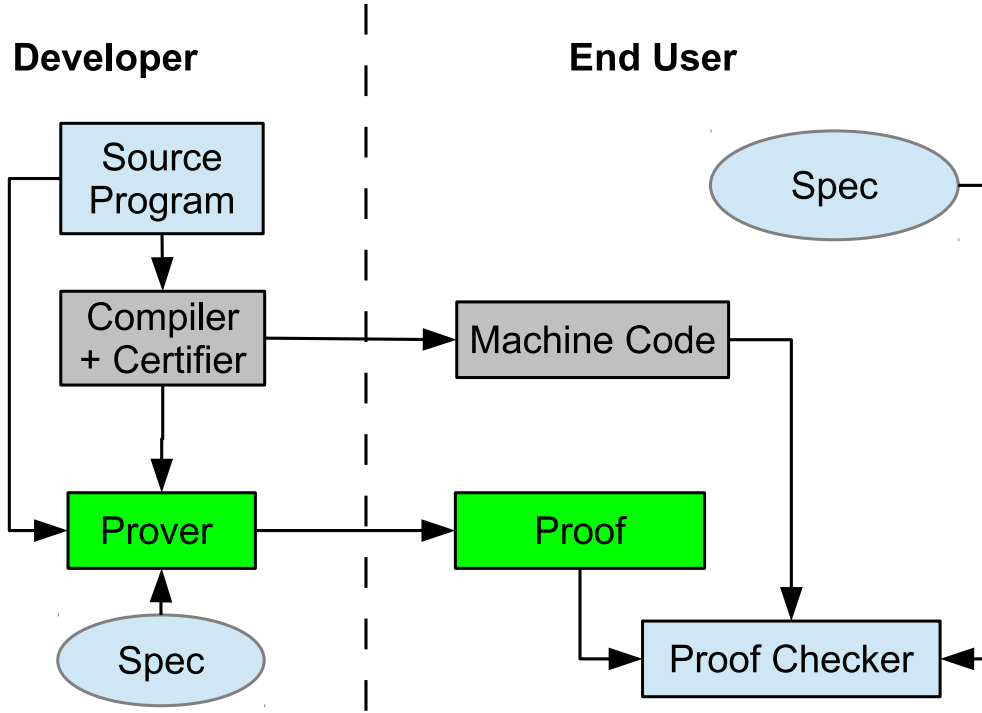 Developer
End User
Source
Program
Spec
Compiler
+ Certifier
Machine Code
Prover
Proof
Spec
Proof Checker